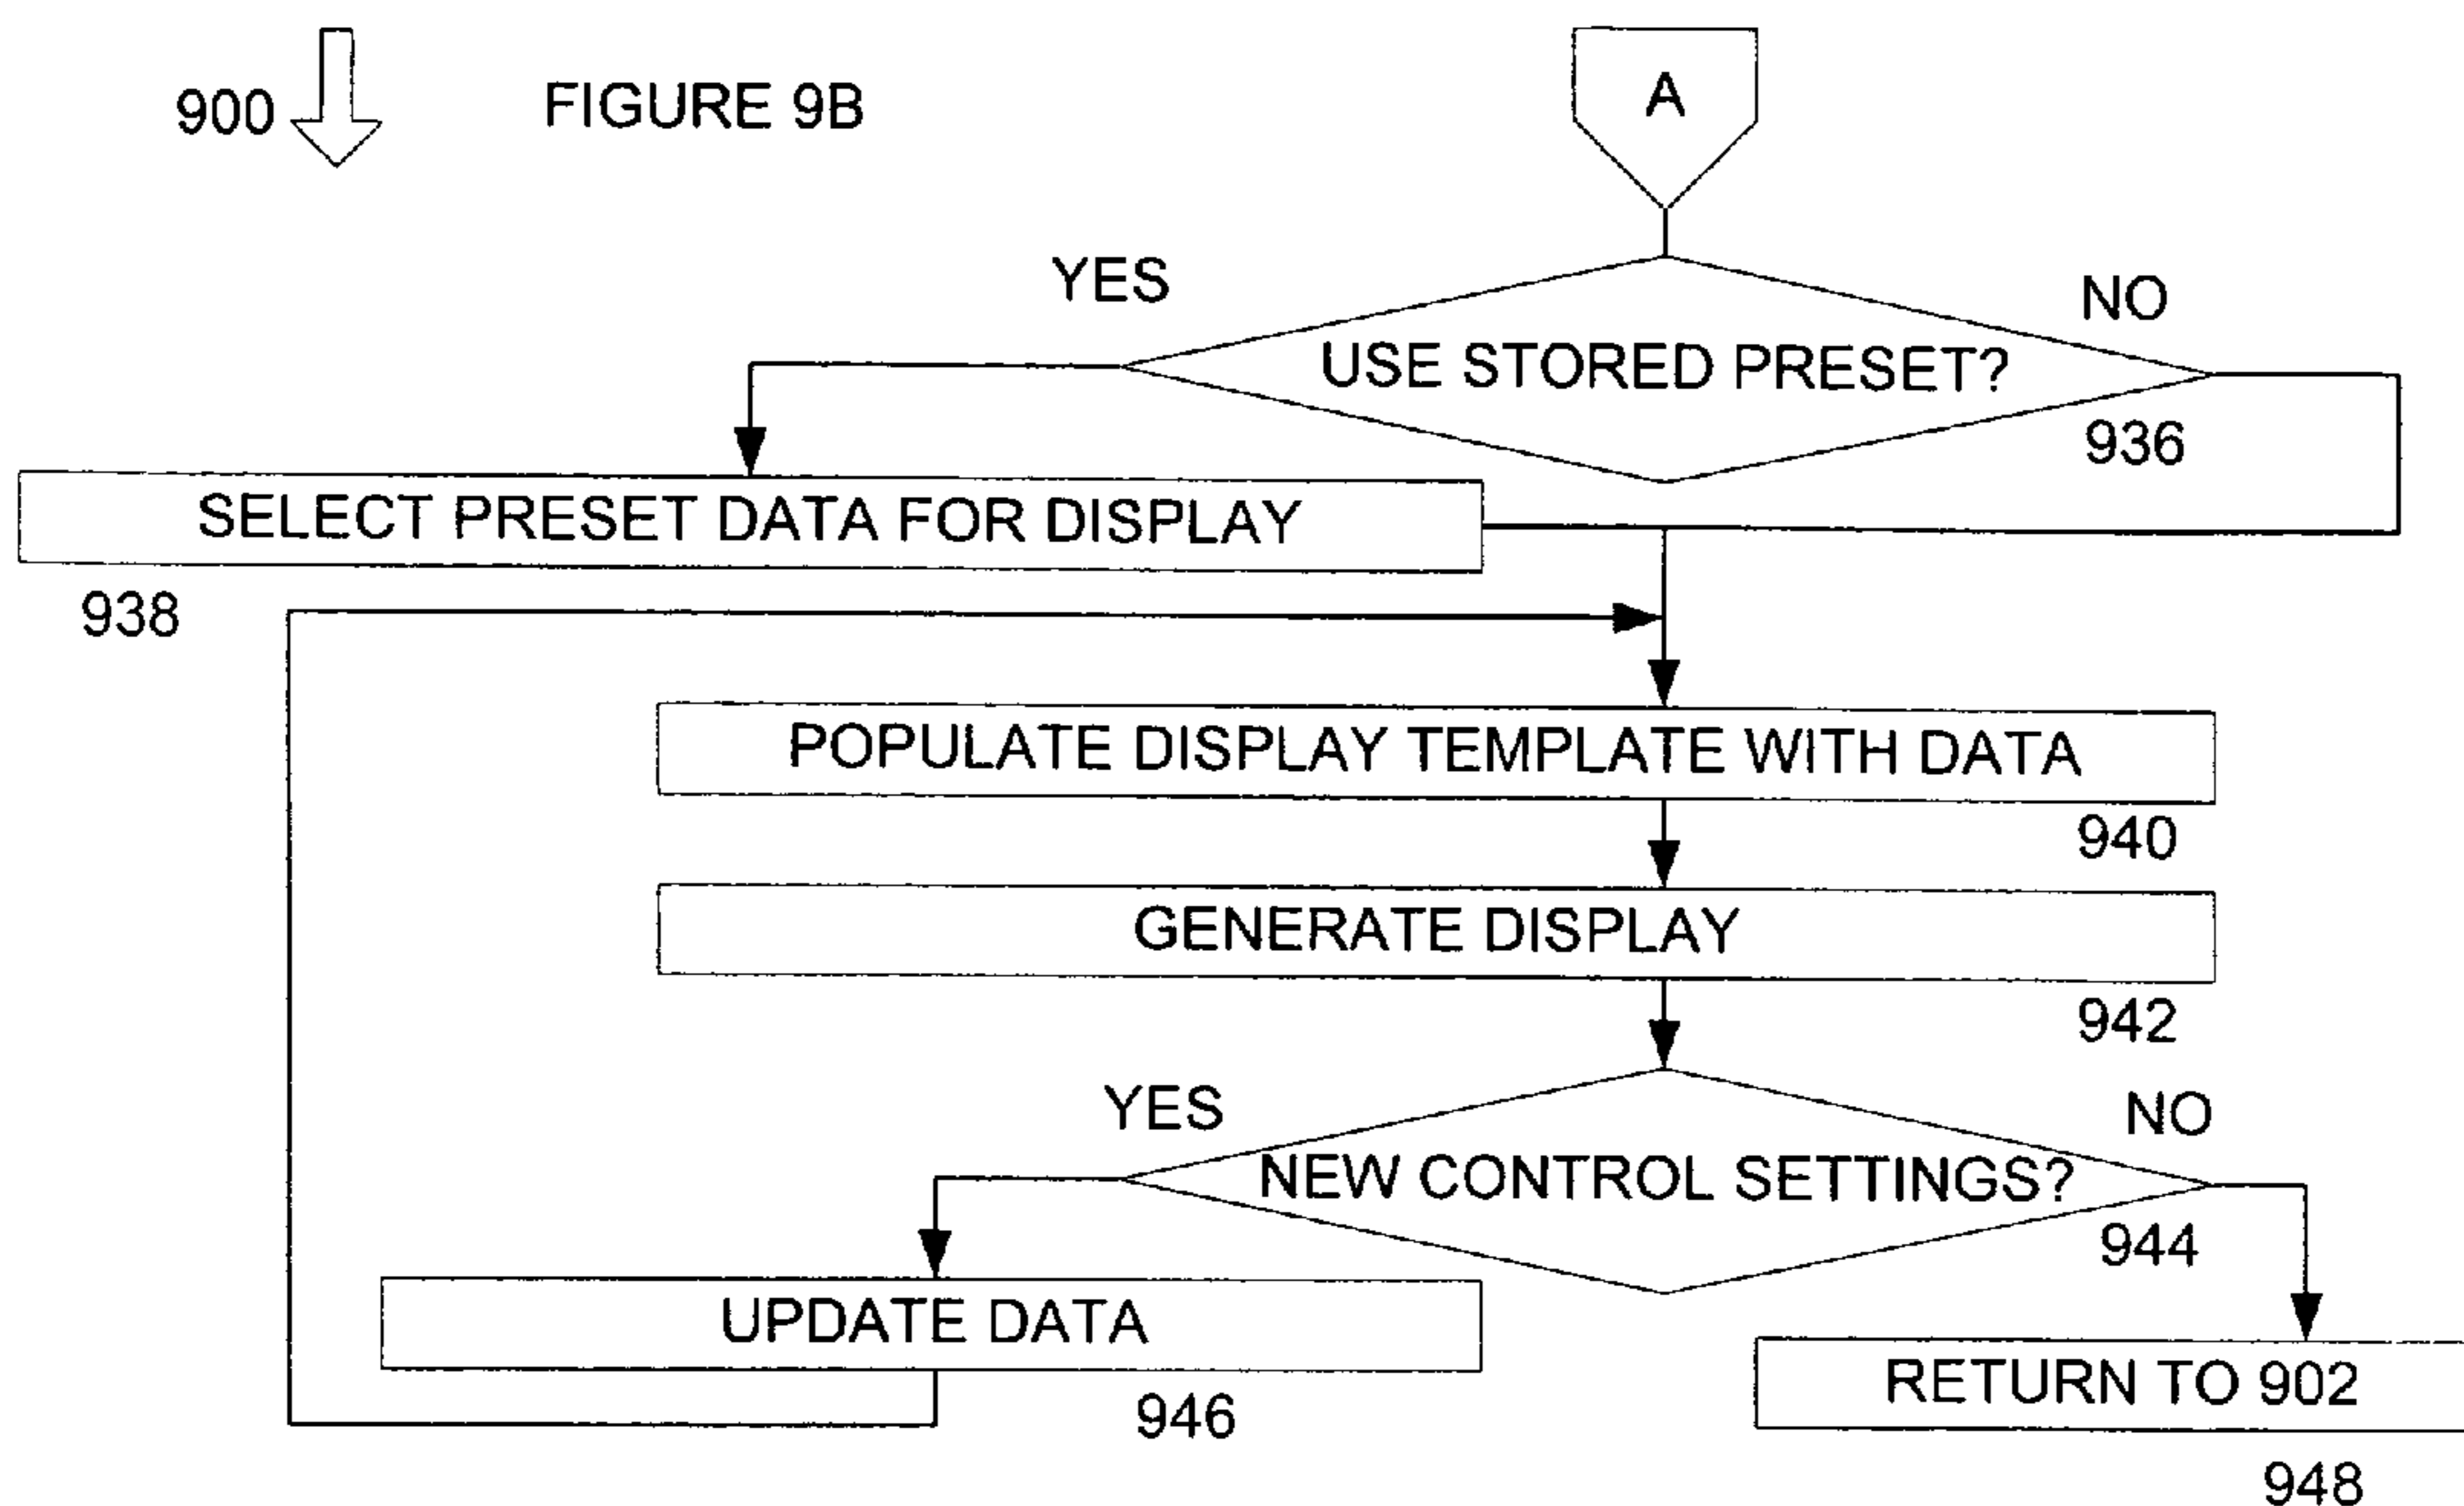 900
FIGURE 9B
A
YES
NO
USE STORED PRESET?
936
SELECT PRESET DATA FOR DISPLAY
938
POPULATE DISPLAY TEMPLATE WITH DATA
940
GENERATE DISPLAY
942
YES
NO
NEW CONTROL SETTINGS?
944
UPDATE DATA
946
RETURN TO 902
948